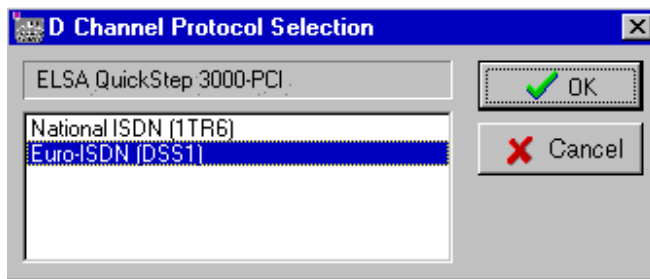 D Channel Protocol Selection
ELSA QuickStep 3000-PCI
OK
National ISDN (1TR6)
Euro-ISDN (DSS1)
Cancel